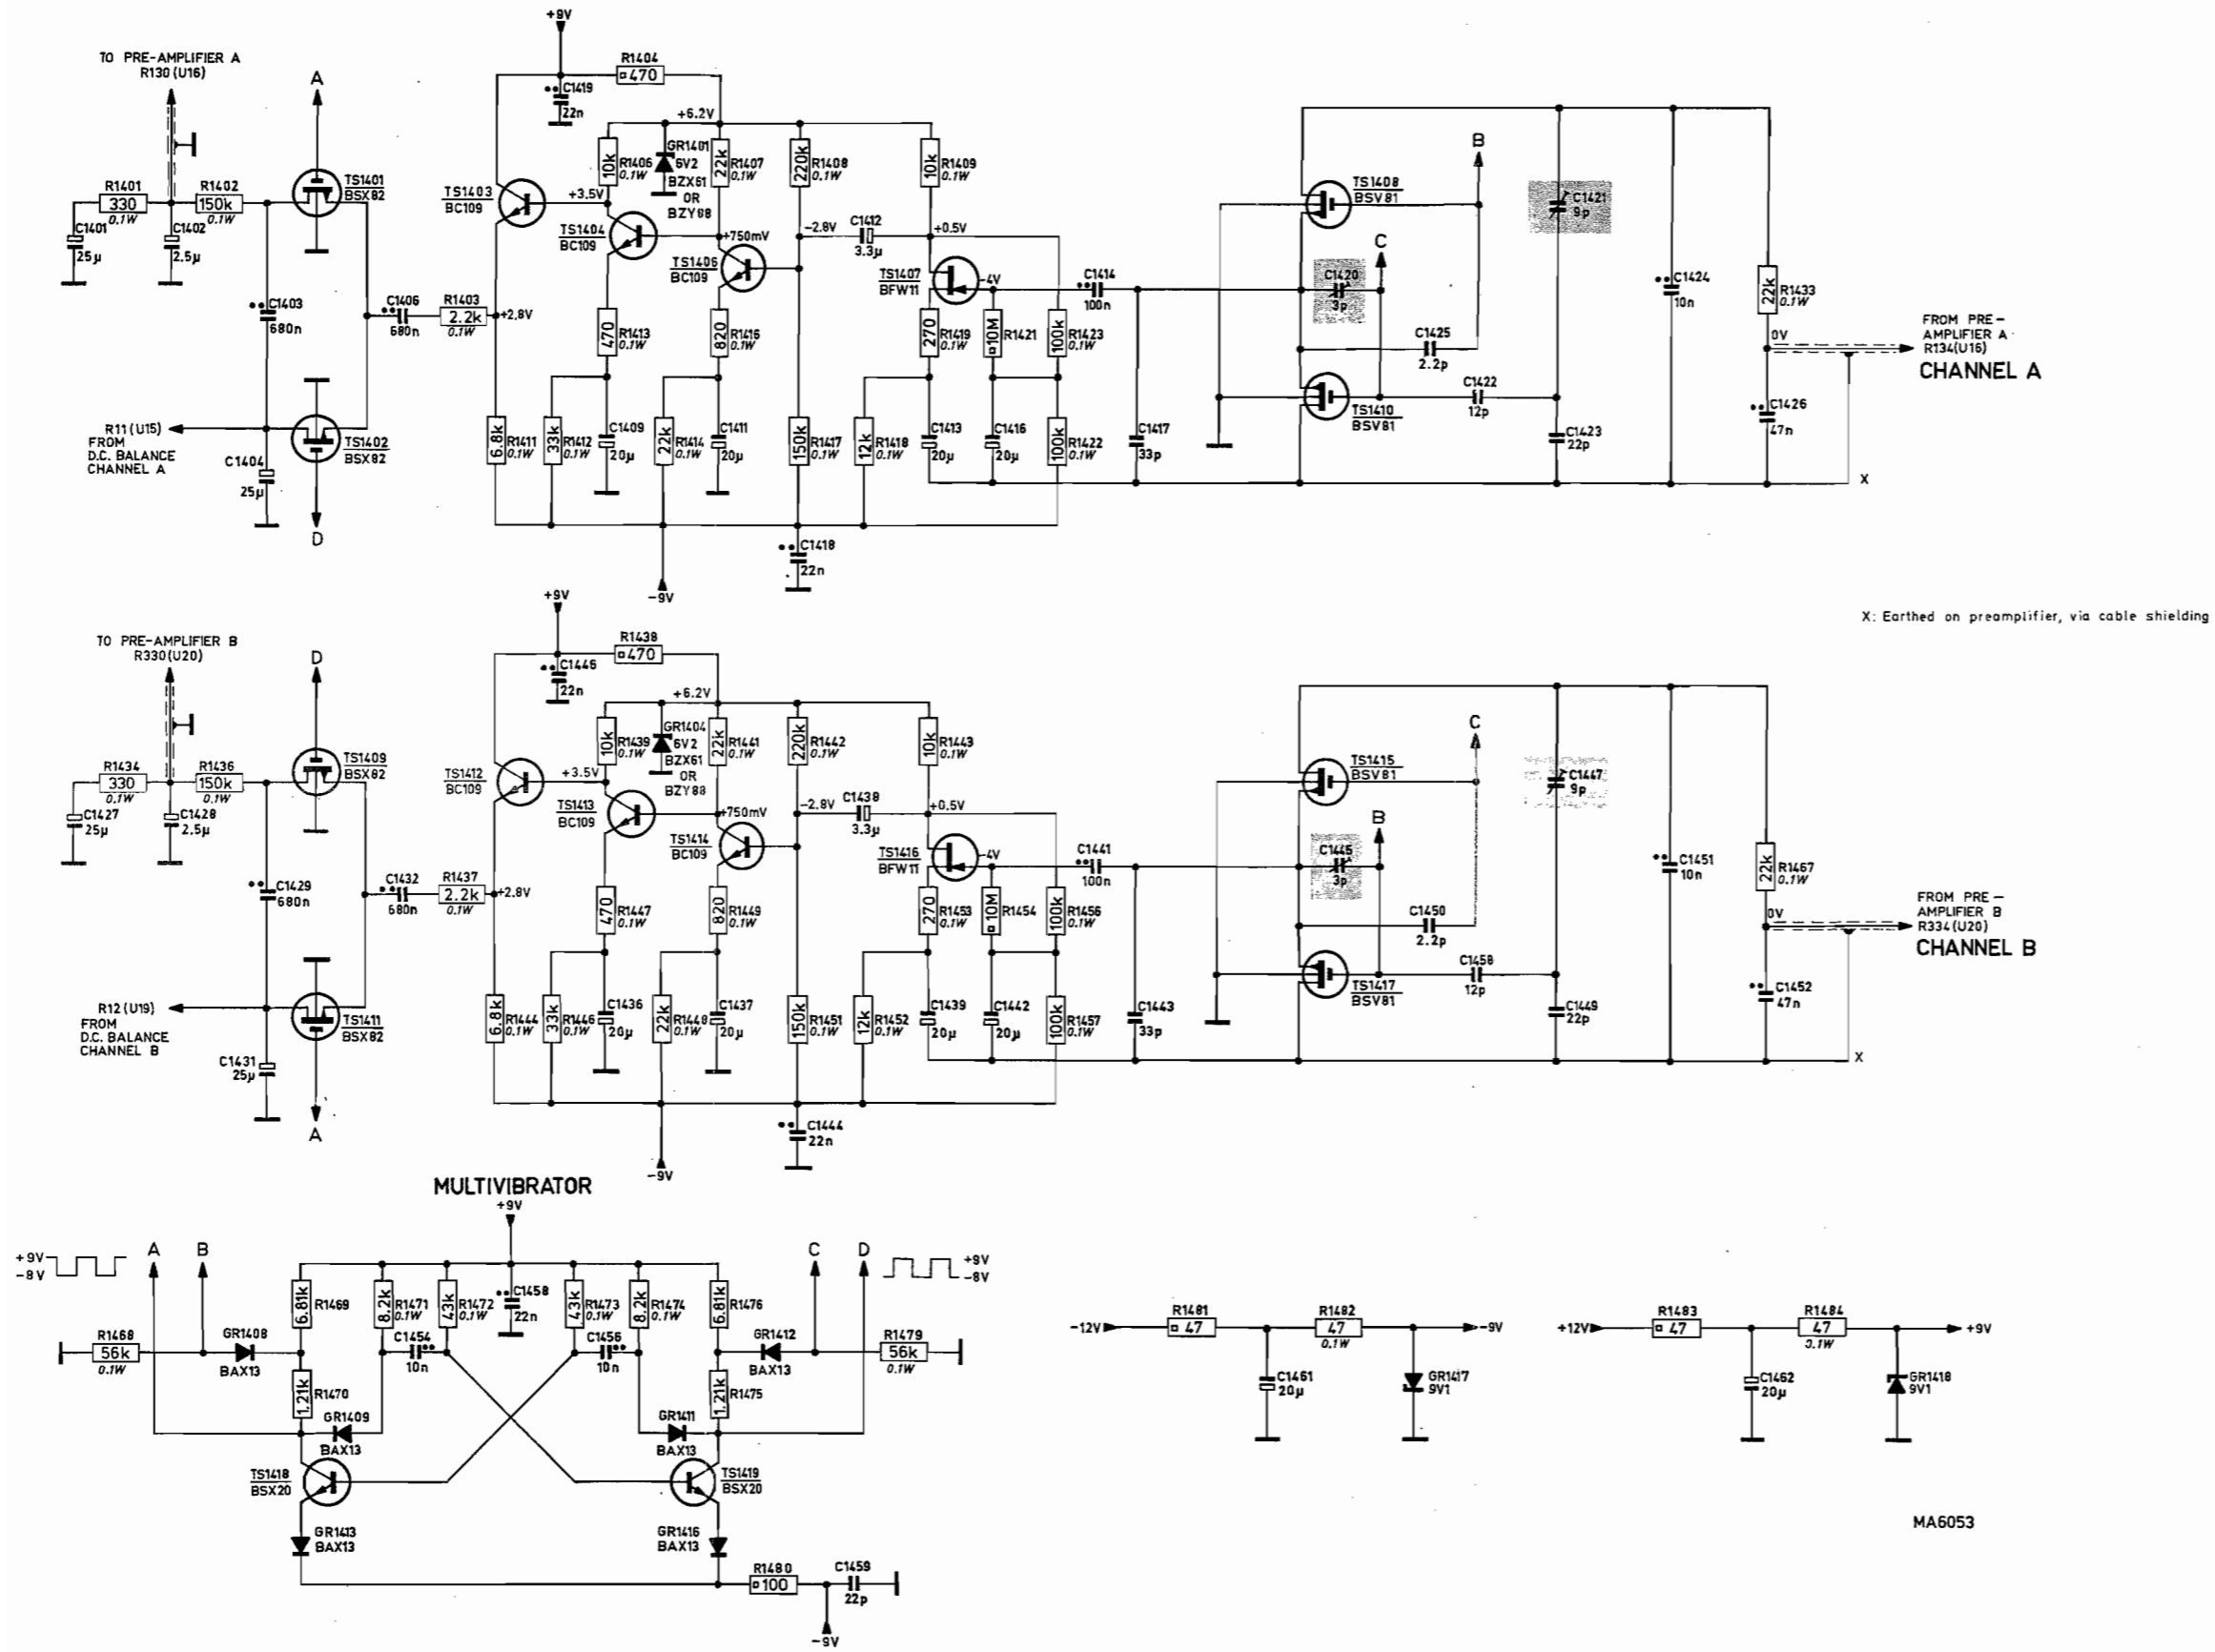 +9V
TO PRE-AMPLIFIER A
R130 (U16)
A
R1404
470
C1419
22n
+6.2V
R1401
330
0.1W
R1402
150k
0.1W
TS1401
BSX82
C1401
25µ
C1402
2.5µ
C1403
680n
C1406
680n
R1403
2.2k
0.1W
+2.8V
TS1403
BC109
+3.5V
10k
R1406
0.1W
GR1401
6V2
BZX61
OR
BZY88
22k
R1407
0.1W
220k
R1408
0.1W
10k
R1409
0.1W
TS1404
BC109
+750mV
TS1406
BC109
-2.8V
C1412
3.3µ
+0.5V
TS1407
BFW11
-4V
C1414
100n
470
R1413
0.1W
820
R1416
0.1W
270
R1419
0.1W
10M
R1421
100k
R1423
0.1W
R11 (U15)
FROM
D.C. BALANCE
CHANNEL A
TS1402
BSX82
C1404
25µ
D
6.8k
R1411
0.1W
33k
R1412
0.1W
C1409
20µ
22k
R1414
0.1W
C1411
20µ
150k
R1417
0.1W
12k
R1418
0.1W
C1413
20µ
C1416
20µ
100k
R1422
0.1W
C1417
33p
C1418
22n
-9V
B
TS1408
BSV81
C
C1420
3p
C1421
9p
C1425
2.2p
TS1410
BSV81
C1422
12p
C1423
22p
C1424
10n
22k
R1433
0.1W
0V
C1426
47n
FROM PRE-
AMPLIFIER A
R134(U16)
CHANNEL A
X
X: Earthed on preamplifier, via cable shielding
+9V
TO PRE-AMPLIFIER B
R330(U20)
D
R1438
470
C1446
22n
+6.2V
R1434
330
0.1W
R1436
150k
0.1W
TS1409
BSX82
C1427
25µ
C1428
2.5µ
C1429
680n
C1432
680n
R1437
2.2k
0.1W
+2.8V
TS1412
BC109
+3.5V
10k
R1439
0.1W
GR1404
6V2
BZX61
OR
BZY88
22k
R1441
0.1W
220k
R1442
0.1W
10k
R1443
0.1W
TS1413
BC109
+750mV
TS1414
BC109
-2.8V
C1438
3.3µ
+0.5V
TS1416
BFW11
-4V
C1441
100n
470
R1447
0.1W
820
R1449
0.1W
270
R1453
0.1W
10M
R1454
100k
R1456
0.1W
R12 (U19)
FROM
D.C. BALANCE
CHANNEL B
TS1411
BSX82
C1431
25µ
A
6.8k
R1444
0.1W
33k
R1446
0.1W
C1436
20µ
22k
R1448
0.1W
C1437
20µ
150k
R1451
0.1W
12k
R1452
0.1W
C1439
20µ
C1442
20µ
100k
R1457
0.1W
C1443
33p
C1444
22n
-9V
C
TS1415
BSV81
B
C1445
3p
C1447
9p
C1450
2.2p
TS1417
BSV81
C1458
12p
C1449
22p
C1451
10n
22k
R1467
0.1W
0V
C1452
47n
FROM PRE-
AMPLIFIER B
R334(U20)
CHANNEL B
X
MULTIVIBRATOR
+9V
+9V
-8V
A
B
C
D
+9V
-8V
6.81k
R1469
8.2k
R1471
0.1W
43k
R1472
0.1W
C1458
22n
43k
R1473
0.1W
8.2k
R1474
0.1W
6.81k
R1476
R1468
56k
0.1W
GR1408
BAX13
C1454
10n
C1456
10n
GR1412
BAX13
R1479
56k
0.1W
1.21k
R1470
GR1409
BAX13
GR1411
BAX13
1.21k
R1475
TS1418
BSX20
TS1419
BSX20
GR1413
BAX13
GR1416
BAX13
R1480
100
C1459
22p
-9V
-12V
R1481
47
R1482
47
0.1W
-9V
C1461
20µ
GR1417
9V1
+12V
R1483
47
R1484
47
0.1W
+9V
C1462
20µ
GR1418
9V1
MA6053